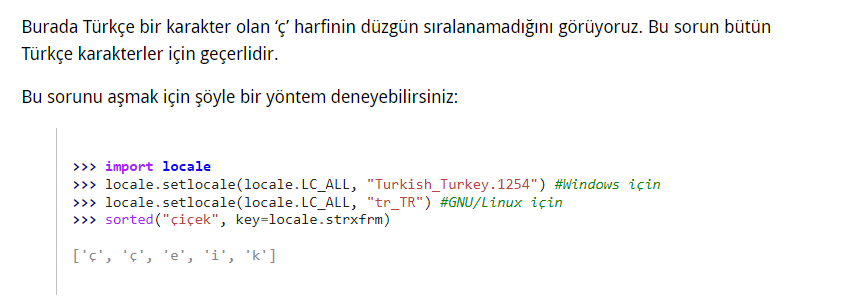 Burada Türkçe bir karakter olan ‘ç’ harfinin düzgün sıralanamadığını görüyoruz. Bu sorun bütün
Türkçe karakterler için geçerlidir.
Bu sorunu aşmak için şöyle bir yöntem deneyebilirsiniz:
>>> import locale
>>> locale.setlocale(locale.LC_ALL, "Turkish_Turkey.1254") #Windows için
>>> locale.setlocale(locale.LC_ALL, "tr_TR") #GNU/Linux için
>>> sorted("çiçek", key=locale.strxfrm)
['ç', 'ç', 'e', 'i', 'k']